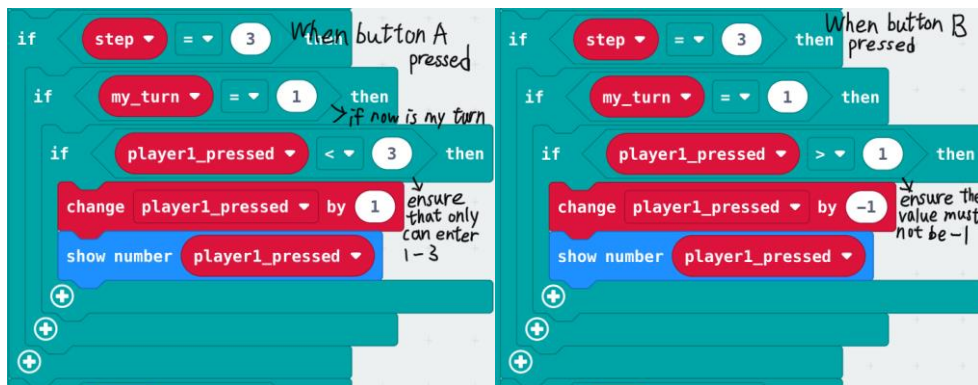 if step = 3 then
When button A
pressed
if my_turn = 1 then
if now is my turn
if player1_pressed < 3 then
change player1_pressed by 1
ensure
that only
can enter
1-3
show number player1_pressed
if step = 3 then
When button B
pressed
if my_turn = 1 then
if player1_pressed > 1 then
change player1_pressed by -1
ensure the
value must
not be -1
show number player1_pressed